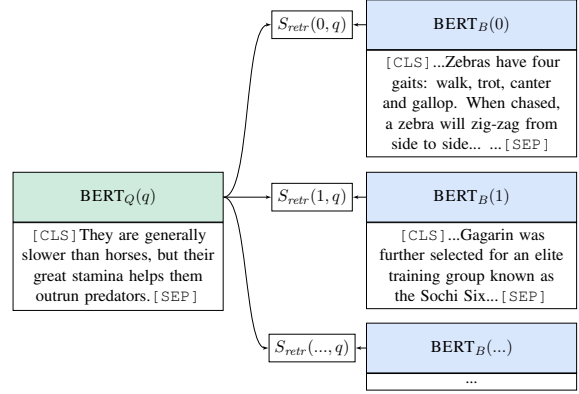 S_retr(0, q)
BERT_B(0)
[CLS]...Zebras have four
gaits: walk, trot, canter
and gallop. When chased,
a zebra will zig-zag from
side to side... ...[SEP]
BERT_Q(q)
[CLS]They are generally
slower than horses, but their
great stamina helps them
outrun predators.[SEP]
S_retr(1, q)
BERT_B(1)
[CLS]...Gagarin was
further selected for an elite
training group known as
the Sochi Six...[SEP]
S_retr(..., q)
BERT_B(...)
...